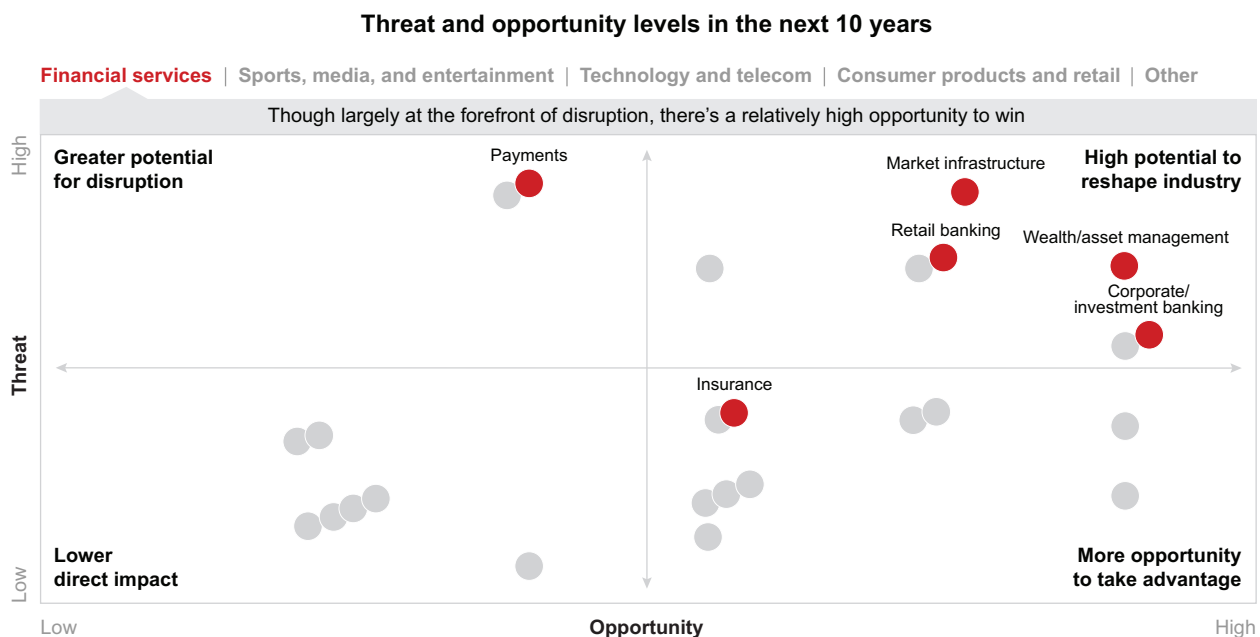 Threat and opportunity levels in the next 10 years
Financial services | Sports, media, and entertainment | Technology and telecom | Consumer products and retail | Other
Though largely at the forefront of disruption, there's a relatively high opportunity to win
High
Greater potential
for disruption
Payments
Market infrastructure
High potential to
reshape industry
Retail banking
Wealth/asset management
Corporate/
investment banking
Threat
Insurance
Lower
direct impact
More opportunity
to take advantage
Low
Low
Opportunity
High